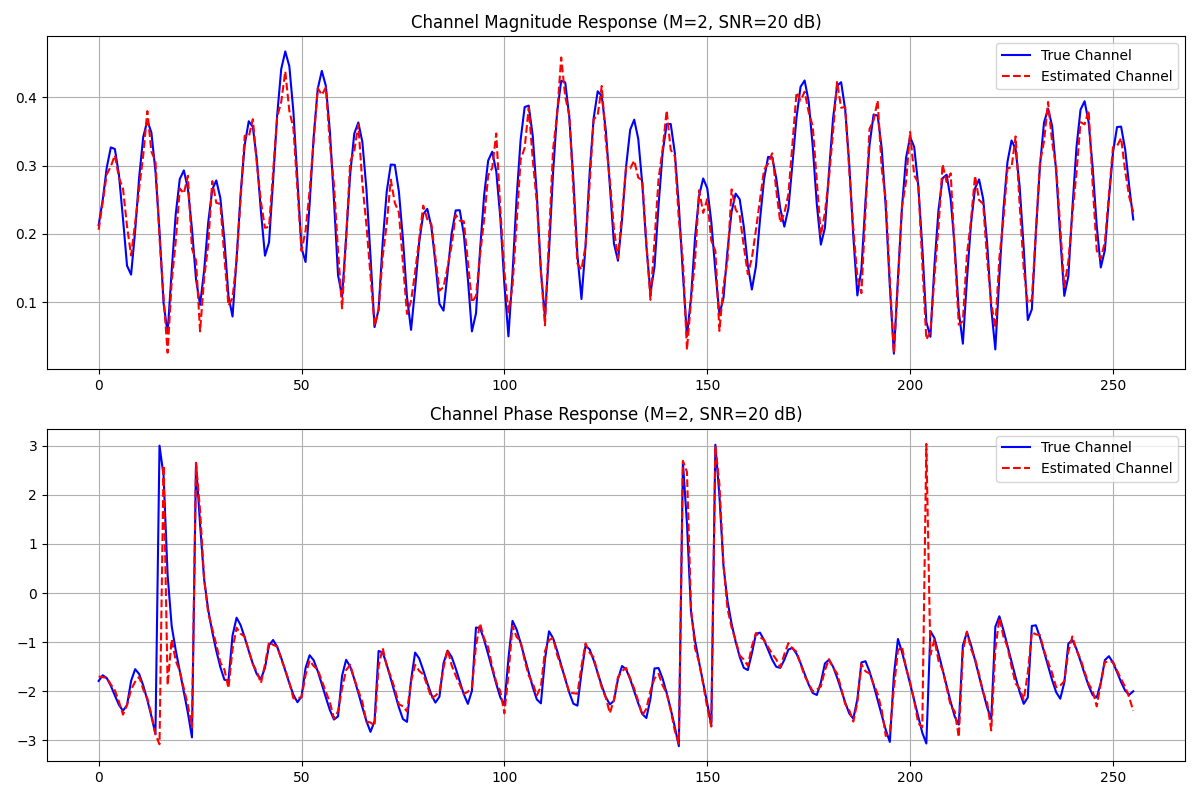 Channel Magnitude Response (M=2, SNR=20 dB)
True Channel
Estimated Channel
0.4
0.3
0.2
0.1
0 50 100 150 200 250
Channel Phase Response (M=2, SNR=20 dB)
True Channel
Estimated Channel
3
2
1
0
−1
−2
−3
0 50 100 150 200 250